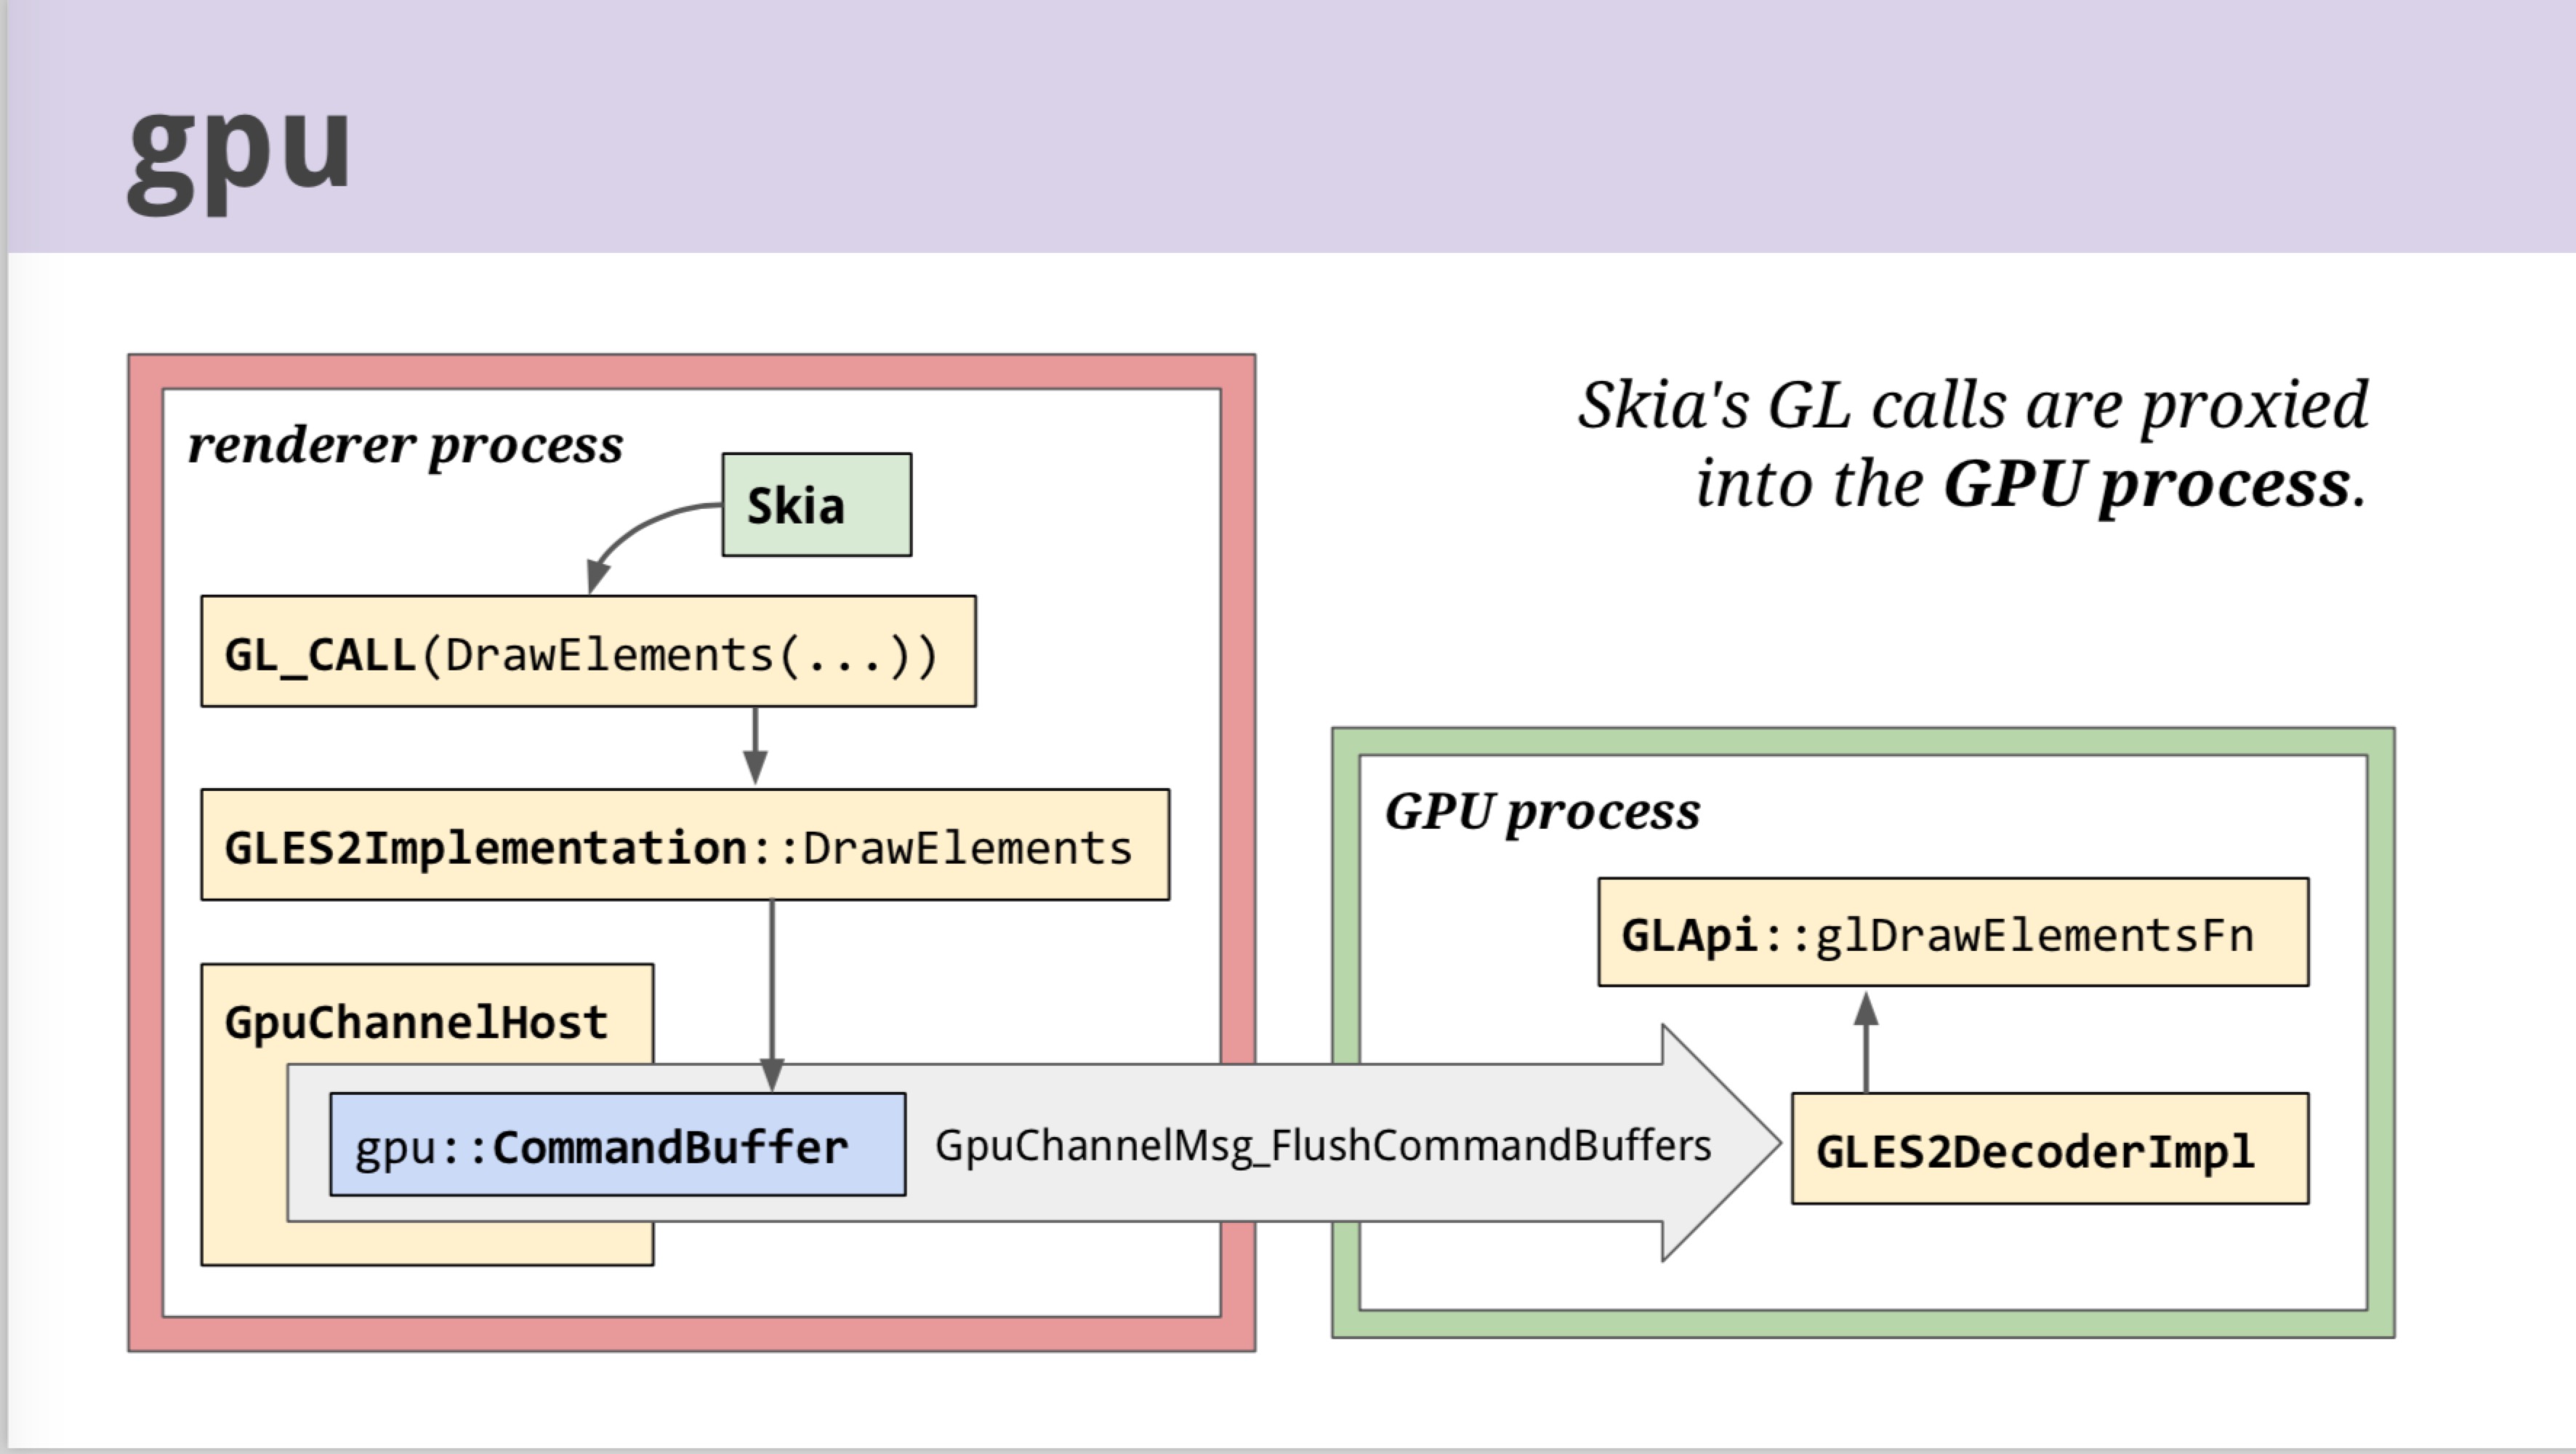 gpu
Skia's GL calls are proxied
into the GPU process.
renderer process
Skia
GL_CALL(DrawElements(...))
GLES2Implementation::DrawElements
GpuChannelHost
gpu::CommandBuffer
GpuChannelMsg_FlushCommandBuffers
GPU process
GLApi::glDrawElementsFn
GLES2DecoderImpl